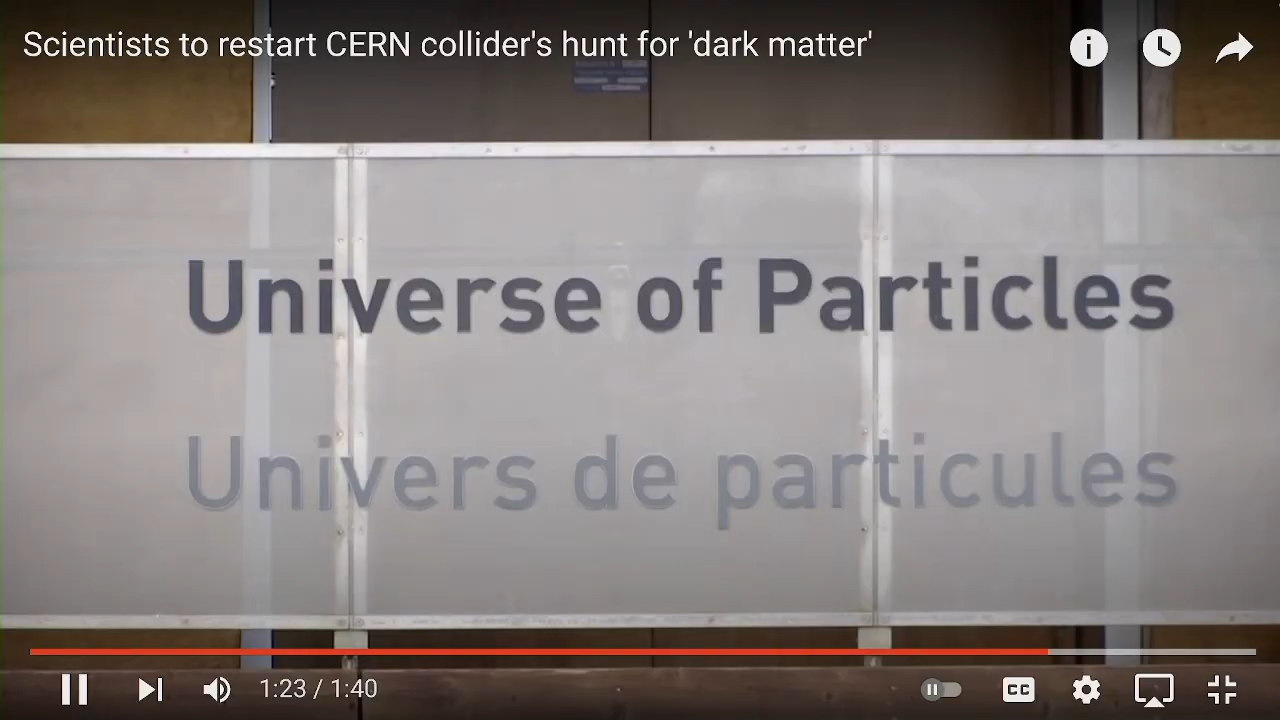 Scientists to restart CERN collider's hunt for 'dark matter'
Universe of Particles
Univers de particules
1:23 / 1:40
CC